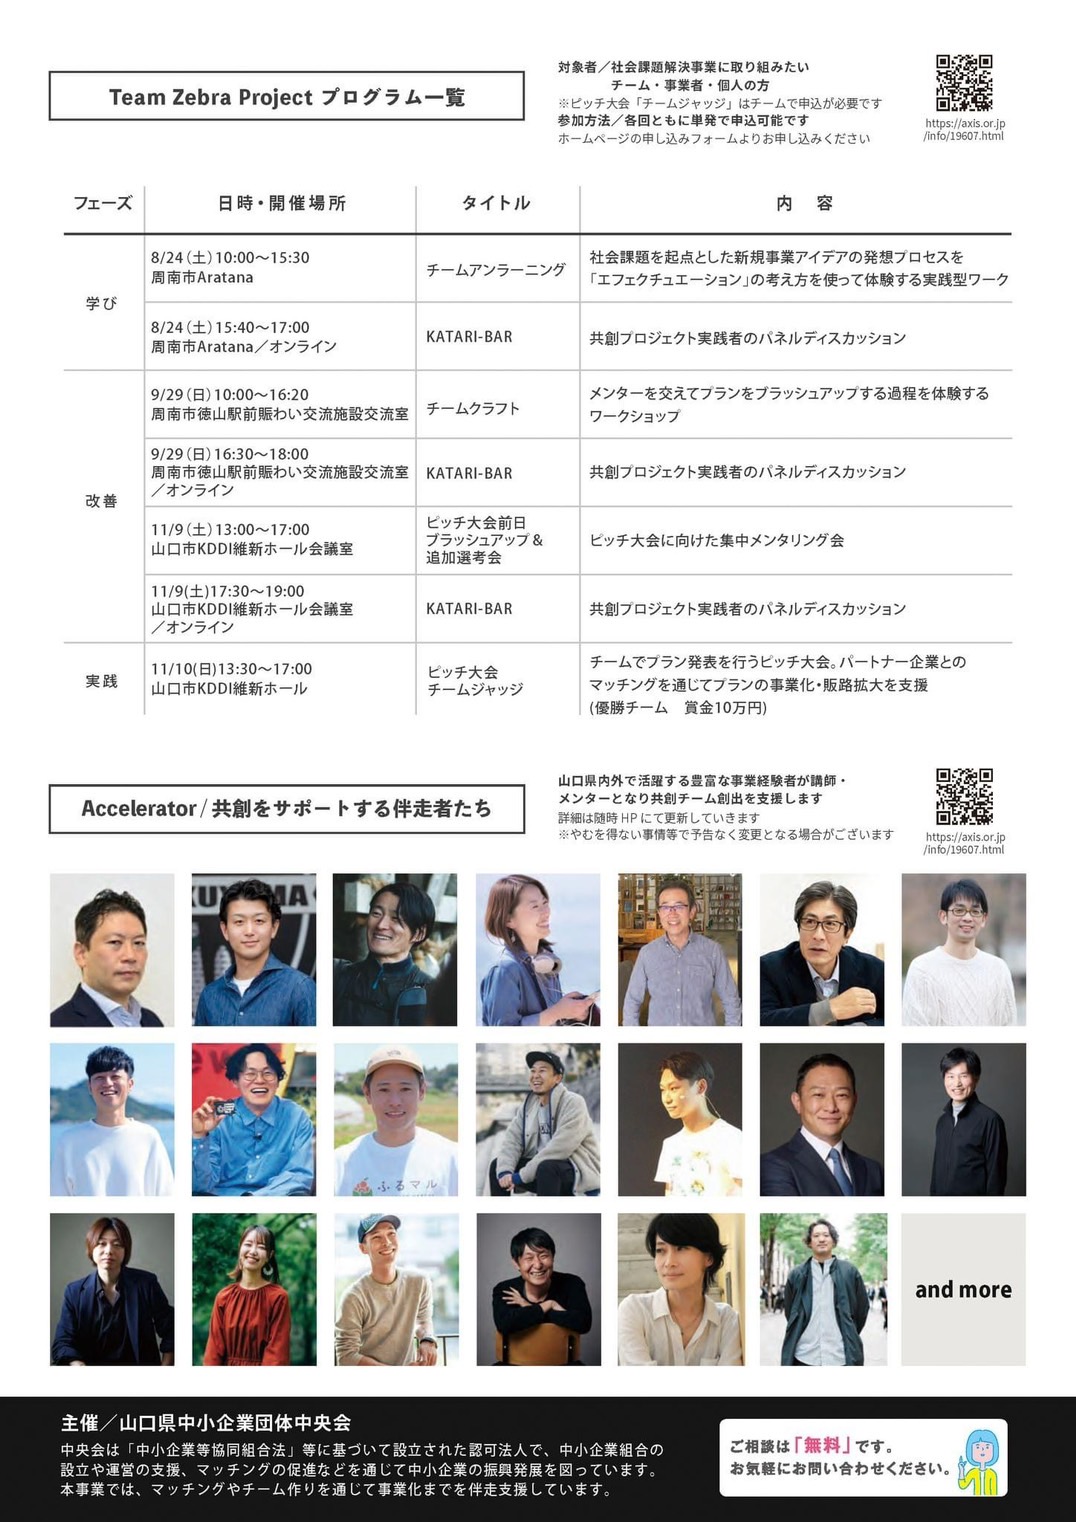 Team Zebra Project プログラム一覧
対象者／社会課題解決事業に取り組みたい
チーム・事業者・個人の方
※ピッチ大会「チームジャッジ」はチームで申込が必要です
参加方法／各回ともに単発で申込可能です
ホームページの申し込みフォームよりお申し込みください
https://axis.or.jp
/info/19607.html
フェーズ 日時・開催場所 タイトル 内 容
学び
8/24（土）10:00〜15:30
周南市Aratana
チームアンラーニング
社会課題を起点とした新規事業アイデアの発想プロセスを
「エフェクチュエーション」の考え方を使って体験する実践型ワーク
8/24（土）15:40〜17:00
周南市Aratana／オンライン
KATARI-BAR
共創プロジェクト実践者のパネルディスカッション
改善
9/29（日）10:00〜16:20
周南市徳山駅前賑わい交流施設交流室
チームクラフト
メンターを交えてプランをブラッシュアップする過程を体験する
ワークショップ
9/29（日）16:30〜18:00
周南市徳山駅前賑わい交流施設交流室
／オンライン
KATARI-BAR
共創プロジェクト実践者のパネルディスカッション
11/9（土）13:00〜17:00
山口市KDDI維新ホール会議室
ピッチ大会前日
ブラッシュアップ &
追加選考会
ピッチ大会に向けた集中メンタリング会
11/9(土)17:30〜19:00
山口市KDDI維新ホール会議室
／オンライン
KATARI-BAR
共創プロジェクト実践者のパネルディスカッション
実践
11/10(日)13:30〜17:00
山口市KDDI維新ホール
ピッチ大会
チームジャッジ
チームでプラン発表を行うピッチ大会。パートナー企業との
マッチングを通じてプランの事業化・販路拡大を支援
(優勝チーム　賞金10万円)
Accelerator / 共創をサポートする伴走者たち
山口県内外で活躍する豊富な事業経験者が講師・
メンターとなり共創チーム創出を支援します
詳細は随時 HP にて更新していきます
※やむを得ない事情等で予告なく変更となる場合がございます
https://axis.or.jp
/info/19607.html
ふるマル
and more
主催／山口県中小企業団体中央会
中央会は「中小企業等協同組合法」等に基づいて設立された認可法人で、中小企業組合の
設立や運営の支援、マッチングの促進などを通じて中小企業の振興発展を図っています。
本事業では、マッチングやチーム作りを通じて事業化までを伴走支援しています。
ご相談は「無料」です。
お気軽にお問い合わせください。